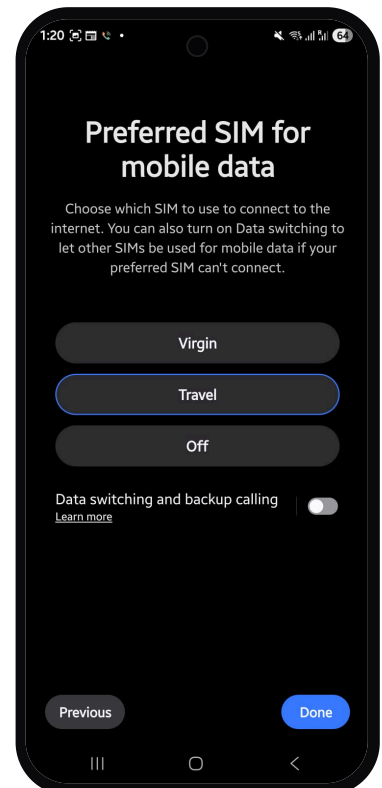 1:20
64
Preferred SIM for
mobile data
Choose which SIM to use to connect to the
internet. You can also turn on Data switching to
let other SIMs be used for mobile data if your
preferred SIM can't connect.
Virgin
Travel
Off
Data switching and backup calling
Learn more
Previous
Done